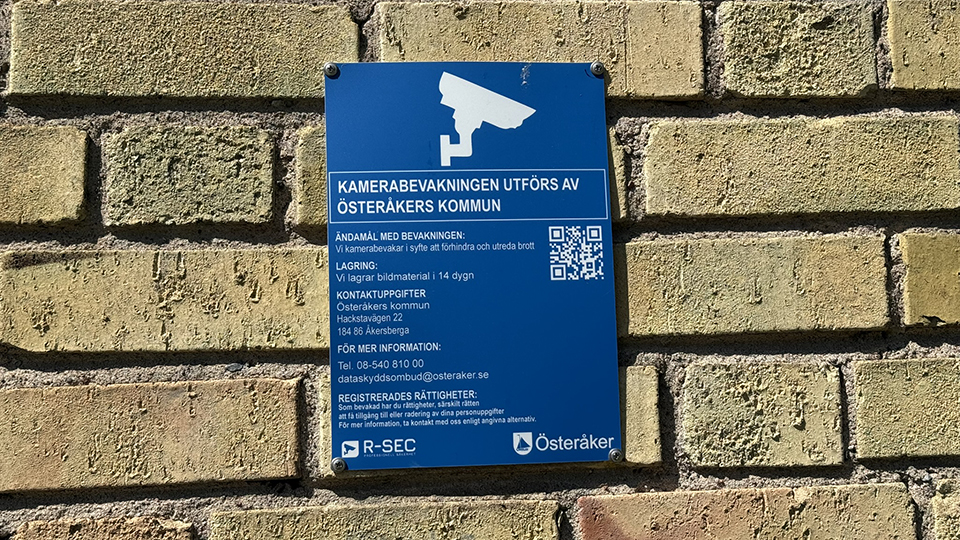 KAMERABEVAKNINGEN UTFÖRS AV
ÖSTERÅKERS KOMMUN
ÄNDAMÅL MED BEVAKNINGEN:
Vi kamerabevakar i syfte att förhindra och utreda brott
LAGRING:
Vi lagrar bildmaterial i 14 dygn
KONTAKTUPPGIFTER
Österåkers kommun
Hackstavägen 22
184 86 Åkersberga
FÖR MER INFORMATION:
Tel. 08-540 810 00
dataskyddsombud@osteraker.se
REGISTRERADES RÄTTIGHETER:
Som bevakad har du rättigheter, särskilt rätten
att få tillgång till eller radering av dina personuppgifter
För mer information, ta kontakt med oss enligt angivna alternativ.
R-SEC
PROFESSIONELL SÄKERHET
Österåker